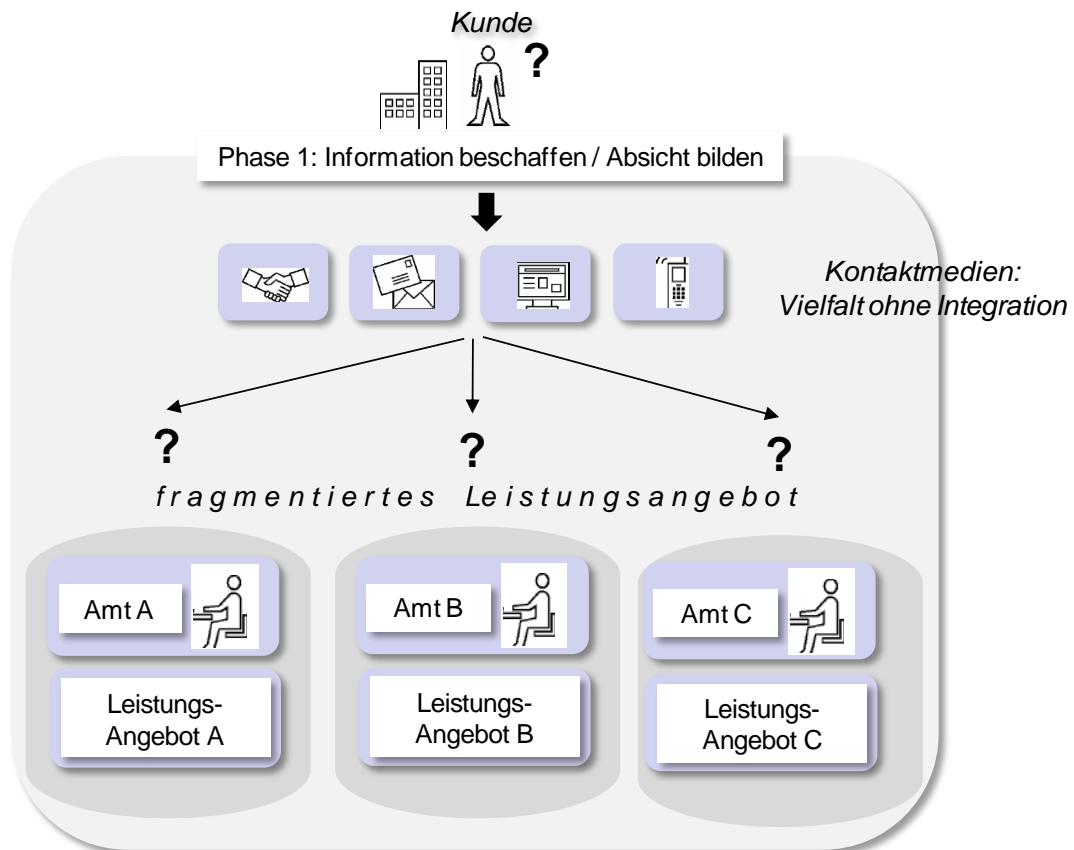 Kunde
?
Phase 1: Information beschaffen / Absicht bilden
Kontaktmedien:
Vielfalt ohne Integration
? ? ?
fragmentiertes Leistungsangebot
Amt A
Amt B
Amt C
Leistungs-
Angebot A
Leistungs-
Angebot B
Leistungs-
Angebot C